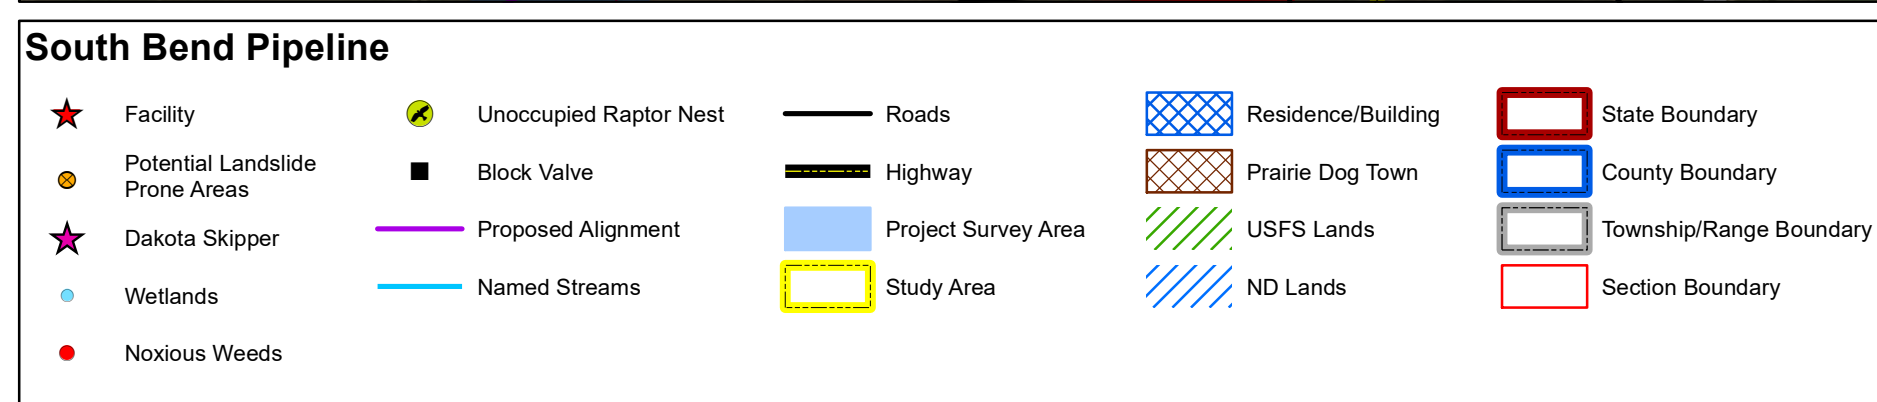 South Bend Pipeline
Facility
Potential Landslide
Prone Areas
Dakota Skipper
Wetlands
Noxious Weeds
Unoccupied Raptor Nest
Block Valve
Proposed Alignment
Named Streams
Roads
Highway
Project Survey Area
Study Area
Residence/Building
Prairie Dog Town
USFS Lands
ND Lands
State Boundary
County Boundary
Township/Range Boundary
Section Boundary